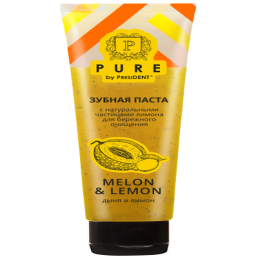 P
PURE
by PRESIDENT®
ЗУБНАЯ ПАСТА
с натуральными
частицами лимона
для бережного
очищения
MELON
& LEMON
дыня и лимон